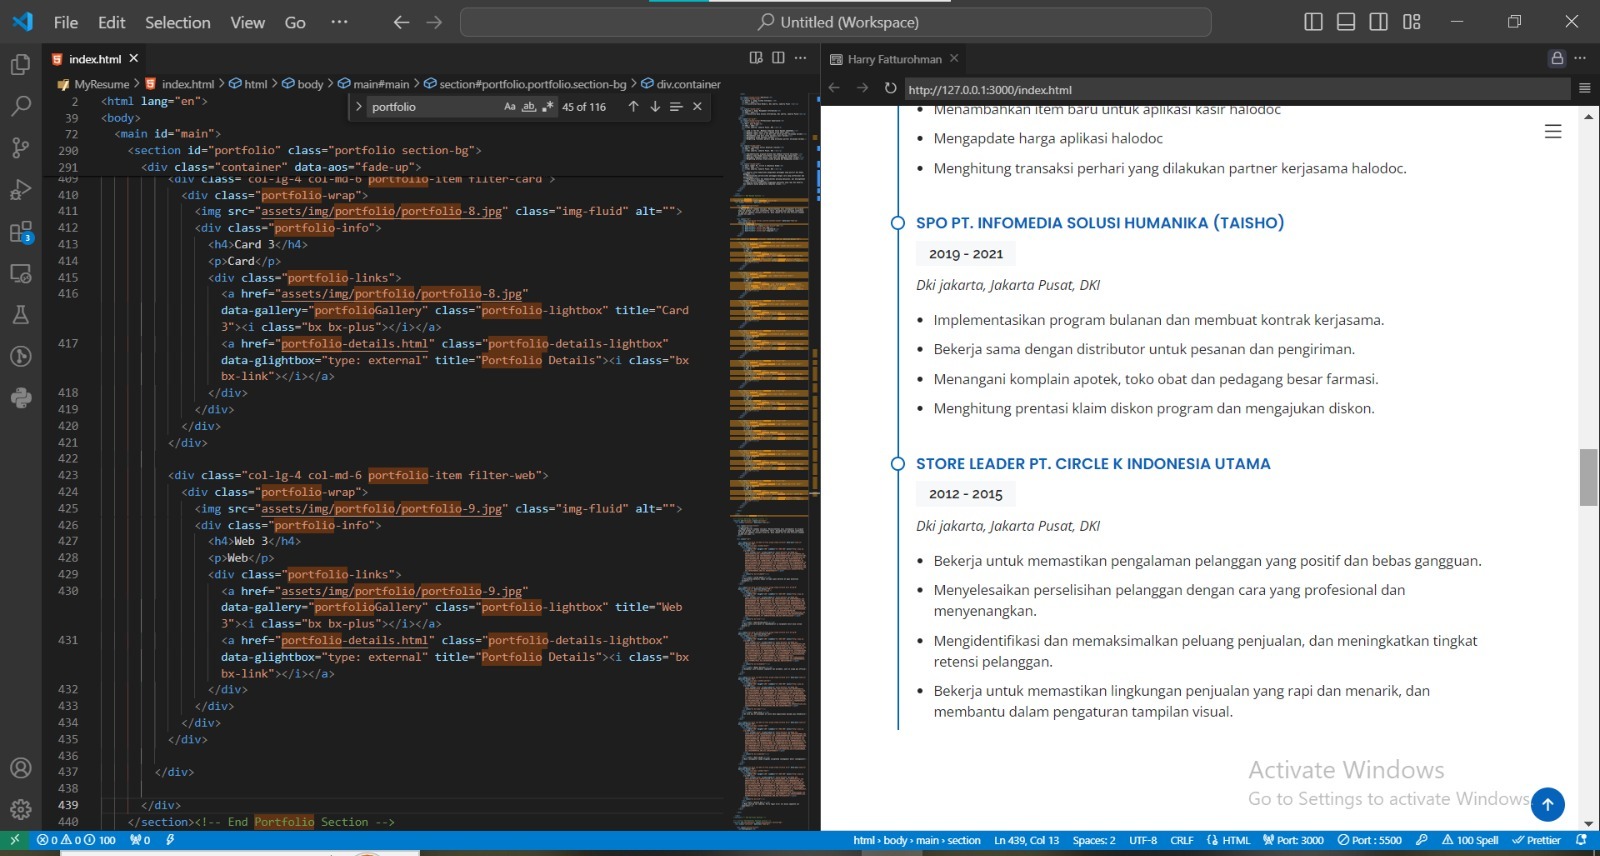 File Edit Selection View Go ··· Untitled (Workspace)
index.html
MyResume > index.html > html > body > main#main > section#portfolio.portfolio.section-bg > div.container
portfolio Aa ab 45 of 116
2 <html lang="en">
39 <body>
72 <main id="main">
290 <section id="portfolio" class="portfolio section-bg">
291 <div class="container" data-aos="fade-up">
409 <div class="col-lg-4 col-md-6 portfolio-item filter-card">
410 <div class="portfolio-wrap">
411 <img src="assets/img/portfolio/portfolio-8.jpg" class="img-fluid" alt="">
412 <div class="portfolio-info">
413 <h4>Card 3</h4>
414 <p>Card</p>
415 <div class="portfolio-links">
416 <a href="assets/img/portfolio/portfolio-8.jpg"
data-gallery="portfolioGallery" class="portfolio-lightbox" title="Card
3"><i class="bx bx-plus"></i></a>
417 <a href="portfolio-details.html" class="portfolio-details-lightbox"
data-glightbox="type: external" title="Portfolio Details"><i class="bx
bx-link"></i></a>
418 </div>
419 </div>
420 </div>
421 </div>
422
423 <div class="col-lg-4 col-md-6 portfolio-item filter-web">
424 <div class="portfolio-wrap">
425 <img src="assets/img/portfolio/portfolio-9.jpg" class="img-fluid" alt="">
426 <div class="portfolio-info">
427 <h4>Web 3</h4>
428 <p>Web</p>
429 <div class="portfolio-links">
430 <a href="assets/img/portfolio/portfolio-9.jpg"
data-gallery="portfolioGallery" class="portfolio-lightbox" title="Web
3"><i class="bx bx-plus"></i></a>
431 <a href="portfolio-details.html" class="portfolio-details-lightbox"
data-glightbox="type: external" title="Portfolio Details"><i class="bx
bx-link"></i></a>
432 </div>
433 </div>
434 </div>
435 </div>
436
437 </div>
438
439 </div>
440 </section><!-- End Portfolio Section -->
3
Harry Fatturohman
http://127.0.0.1:3000/index.html
Menambahkan item baru untuk aplikasi kasir halodoc
Mengapdate harga aplikasi halodoc
Menghitung transaksi perhari yang dilakukan partner kerjasama halodoc.
SPO PT. INFOMEDIA SOLUSI HUMANIKA (TAISHO)
2019 - 2021
Dki jakarta, Jakarta Pusat, DKI
Implementasikan program bulanan dan membuat kontrak kerjasama.
Bekerja sama dengan distributor untuk pesanan dan pengiriman.
Menangani komplain apotek, toko obat dan pedagang besar farmasi.
Menghitung prentasi klaim diskon program dan mengajukan diskon.
STORE LEADER PT. CIRCLE K INDONESIA UTAMA
2012 - 2015
Dki jakarta, Jakarta Pusat, DKI
Bekerja untuk memastikan pengalaman pelanggan yang positif dan bebas gangguan.
Menyelesaikan perselisihan pelanggan dengan cara yang profesional dan
menyenangkan.
Mengidentifikasi dan memaksimalkan peluang penjualan, dan meningkatkan tingkat
retensi pelanggan.
Bekerja untuk memastikan lingkungan penjualan yang rapi dan menarik, dan
membantu dalam pengaturan tampilan visual.
Activate Windows
Go to Settings to activate Windows.
0 0 100 0 html > body > main > section Ln 439, Col 13 Spaces: 2 UTF-8 CRLF HTML Port: 3000 Port : 5500 100 Spell Prettier